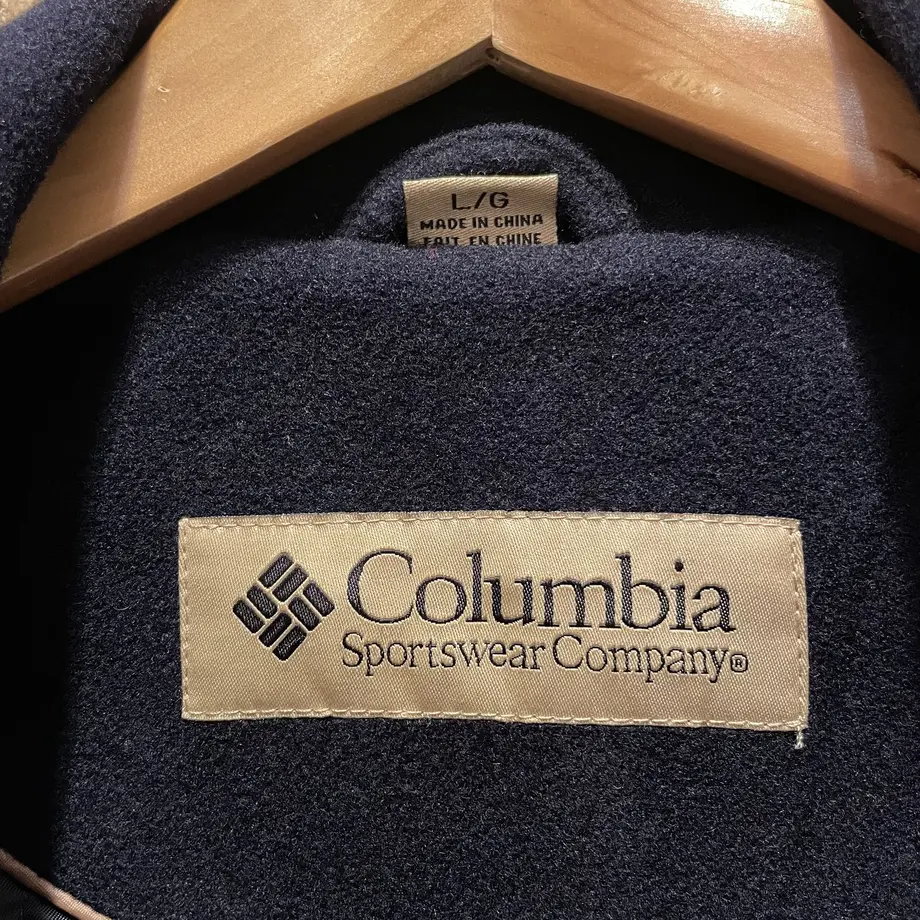 L/G
MADE IN CHINA
FAIT EN CHINE
Columbia
Sportswear Company®